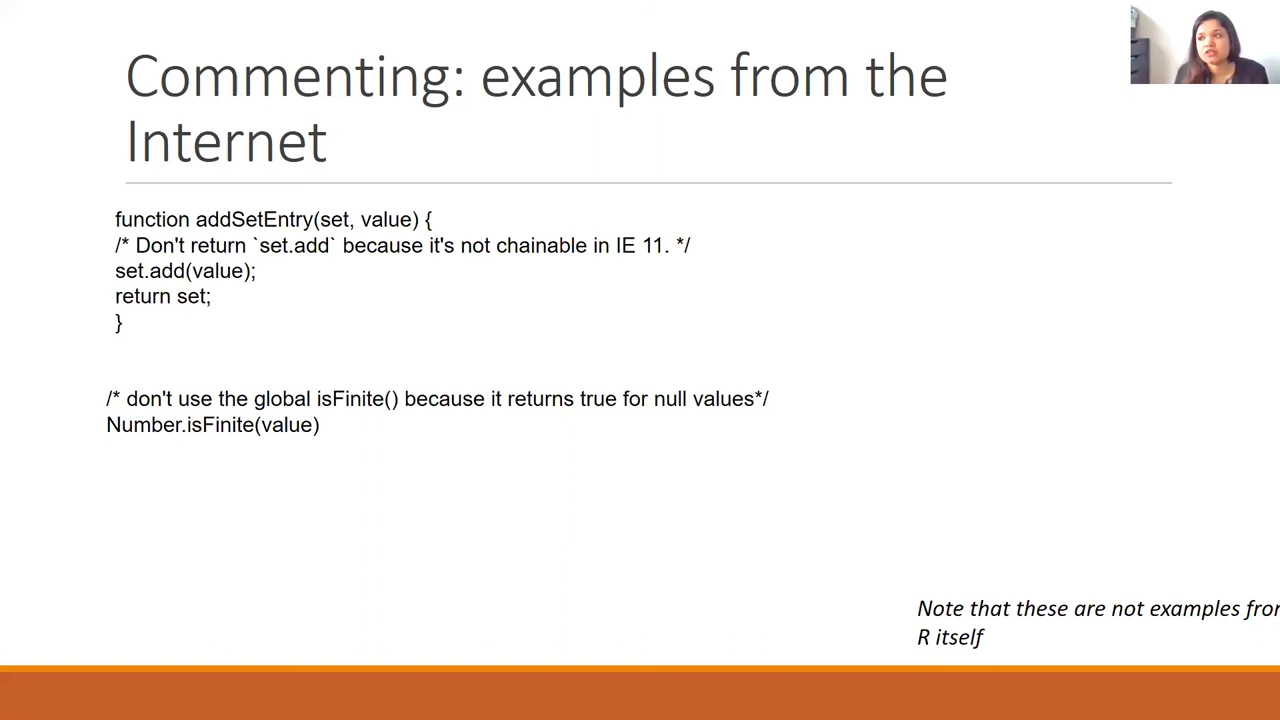 Commenting: examples from the
Internet
function addSetEntry(set, value) {
/* Don't return `set.add` because it's not chainable in IE 11. */
set.add(value);
return set;
}
/* don't use the global isFinite() because it returns true for null values*/
Number.isFinite(value)
Note that these are not examples
R itself